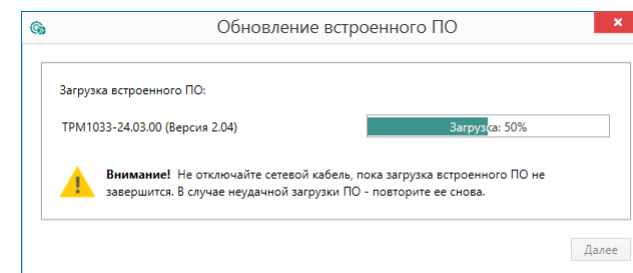 Обновление встроенного ПО
Загрузка встроенного ПО:
ТРМ1033-24.03.00 (Версия 2.04)
Загрузка: 50%
Внимание! Не отключайте сетевой кабель, пока загрузка встроенного ПО не
завершится. В случае неудачной загрузки ПО - повторите ее снова.
Далее